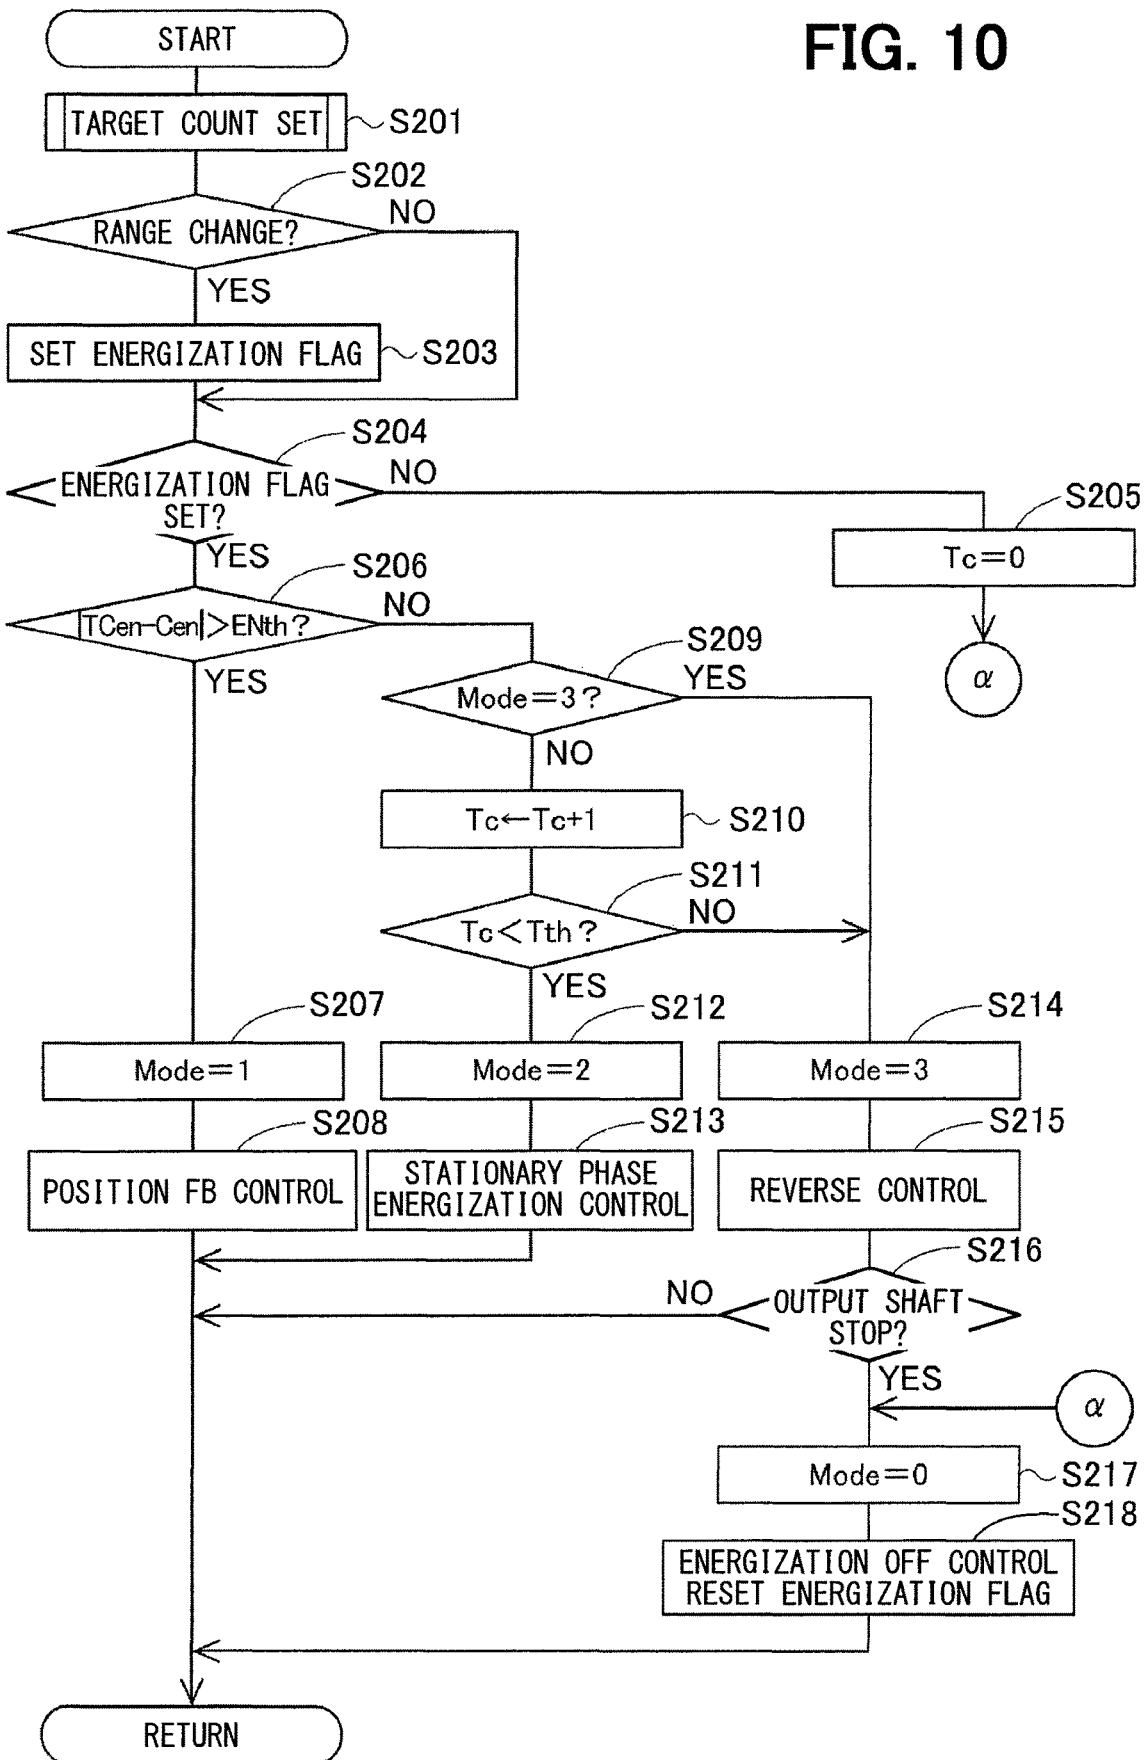 FIG. 10
START
TARGET COUNT SET
S201
S202
RANGE CHANGE?
NO
YES
SET ENERGIZATION FLAG
S203
S204
ENERGIZATION FLAG
SET?
NO
YES
S205
Tc=0
α
S206
|TCen-Cen|>ENth?
NO
YES
S209
Mode=3?
YES
NO
Tc←Tc+1
S210
S211
Tc<Tth?
NO
YES
S207
Mode=1
S212
Mode=2
S214
Mode=3
S208
POSITION FB CONTROL
S213
STATIONARY PHASE
ENERGIZATION CONTROL
S215
REVERSE CONTROL
S216
OUTPUT SHAFT
STOP?
NO
YES
α
Mode=0
S217
S218
ENERGIZATION OFF CONTROL
RESET ENERGIZATION FLAG
RETURN